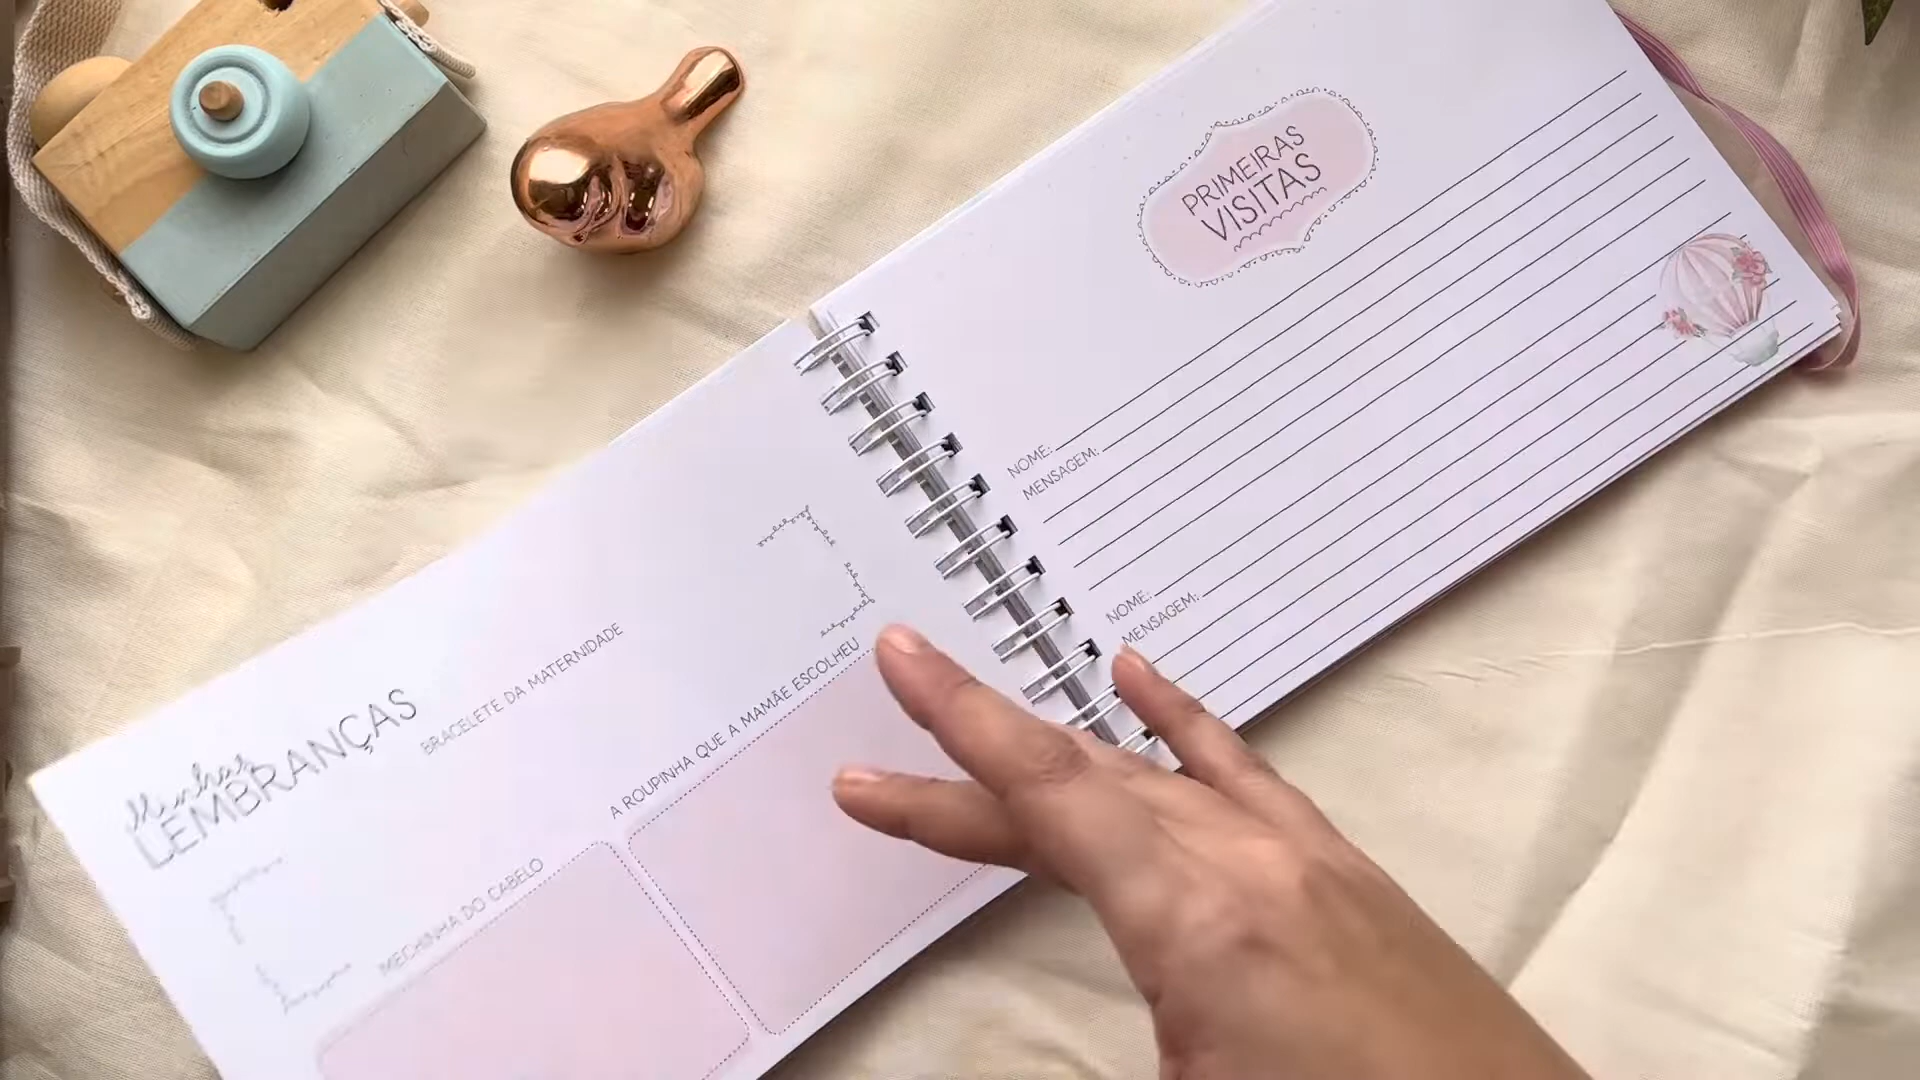 Minhas
LEMBRANÇAS
BRACELETE DA MATERNIDADE
MECHINHA DO CABELO
A ROUPINHA QUE A MAMÃE ESCOLHEU
PRIMEIRAS
VISITAS
NOME:
MENSAGEM:
NOME:
MENSAGEM: